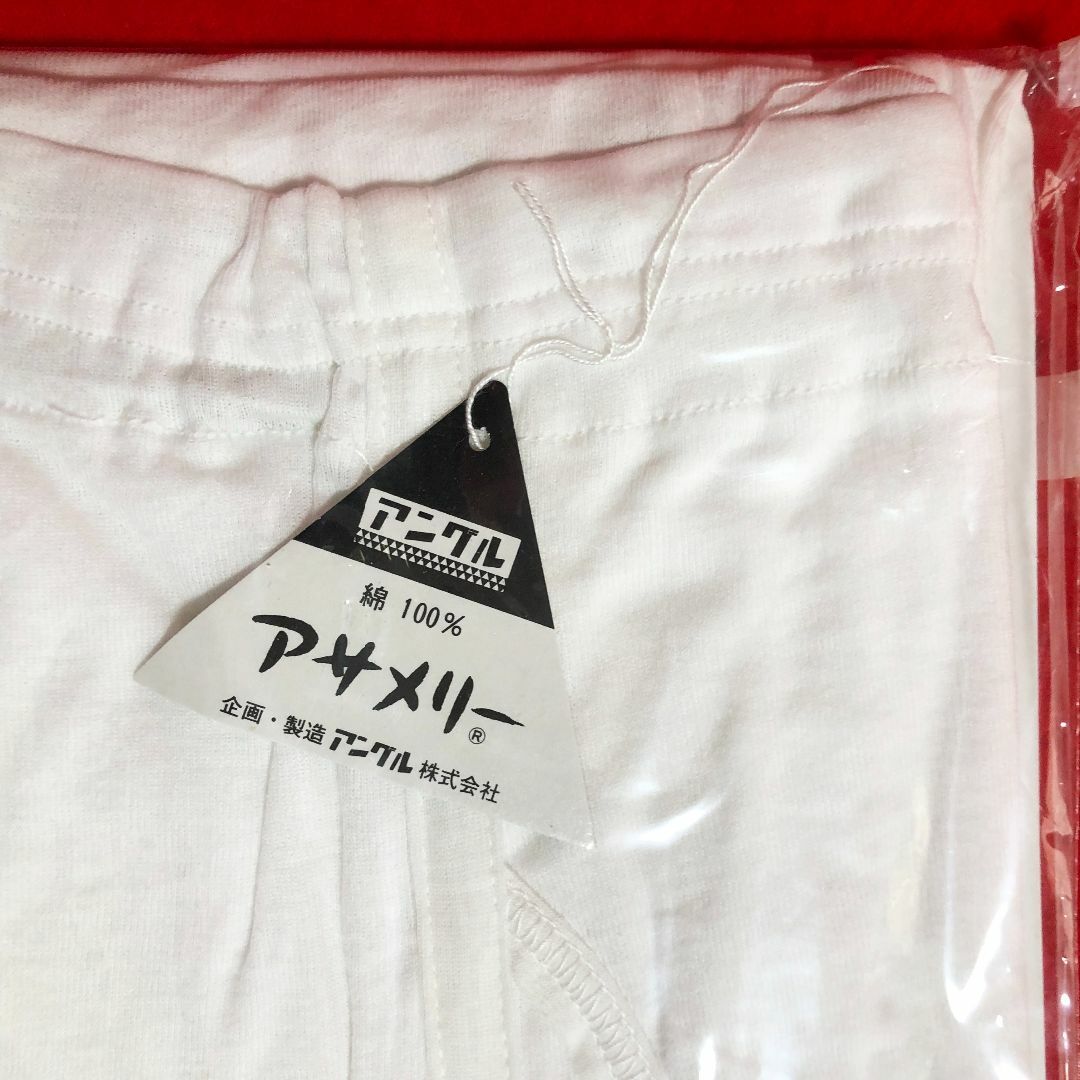 アングル
綿 100%
アサメリー®
企画・製造 アングル 株式会社